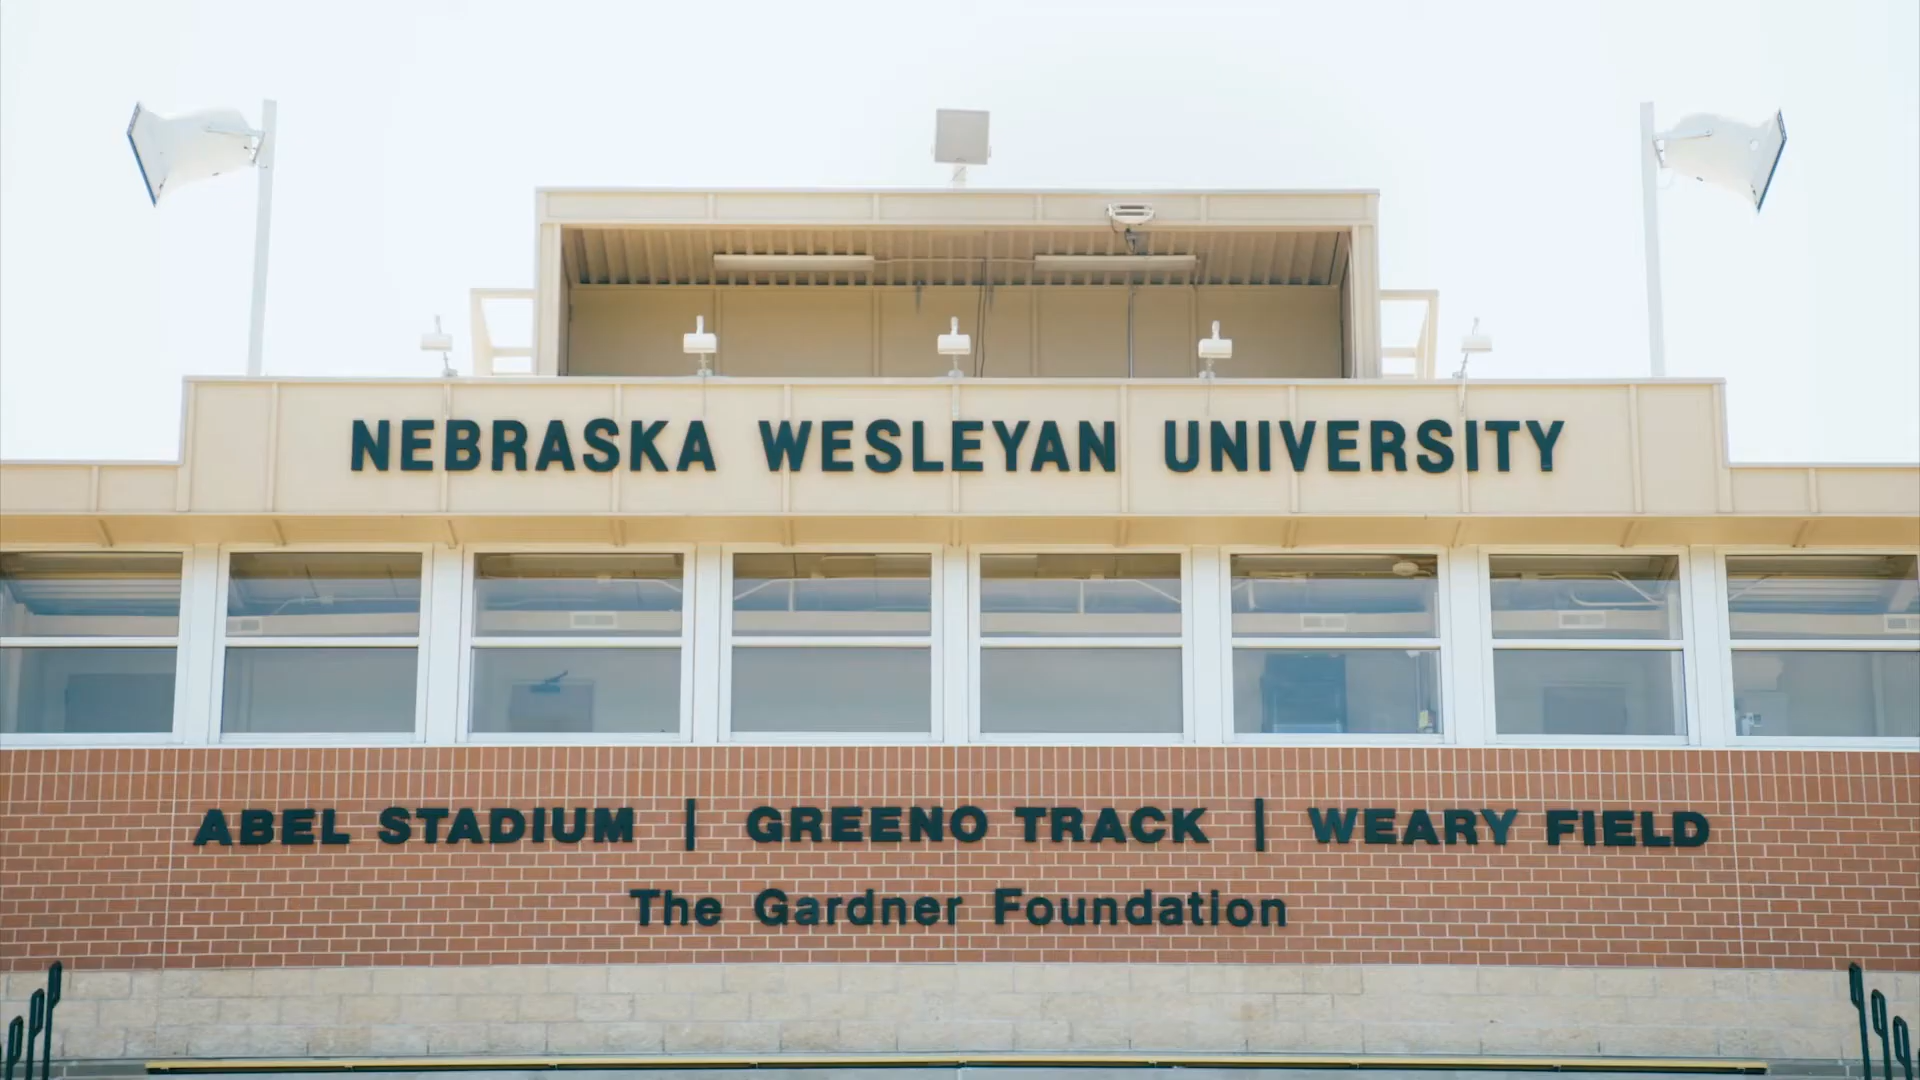 NEBRASKA WESLEYAN UNIVERSITY
ABEL STADIUM | GREENO TRACK | WEARY FIELD
The Gardner Foundation